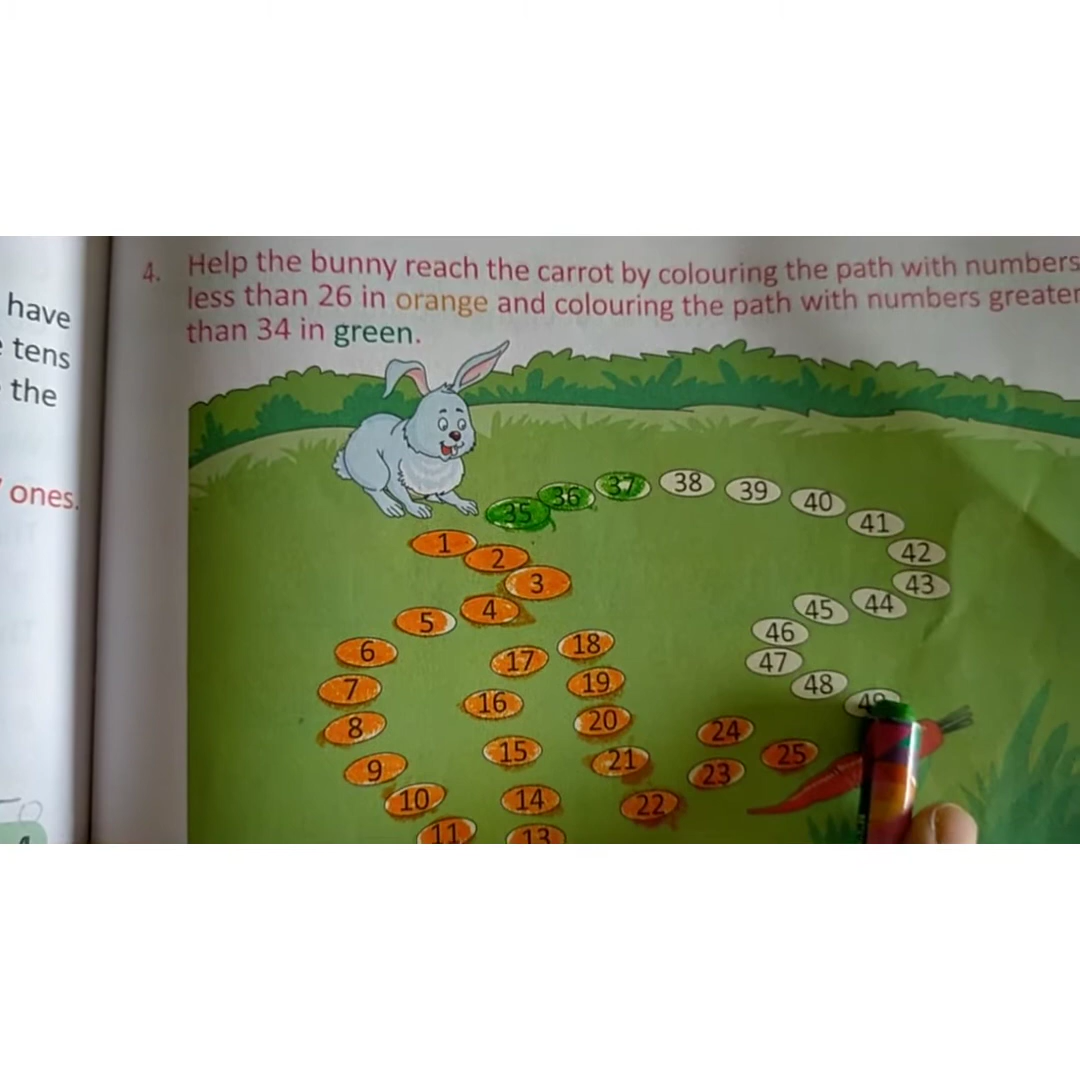 have
tens
the
ones.
4. Help the bunny reach the carrot by colouring the path with numbers
less than 26 in orange and colouring the path with numbers greater
than 34 in green.
35 36 37 38 39 40 41 42 43 44 45 46 47 48 49
1 2 3 4 5 6 7 8 9 10 11
13 14 15 16 17 18 19 20 21 22 23 24 25